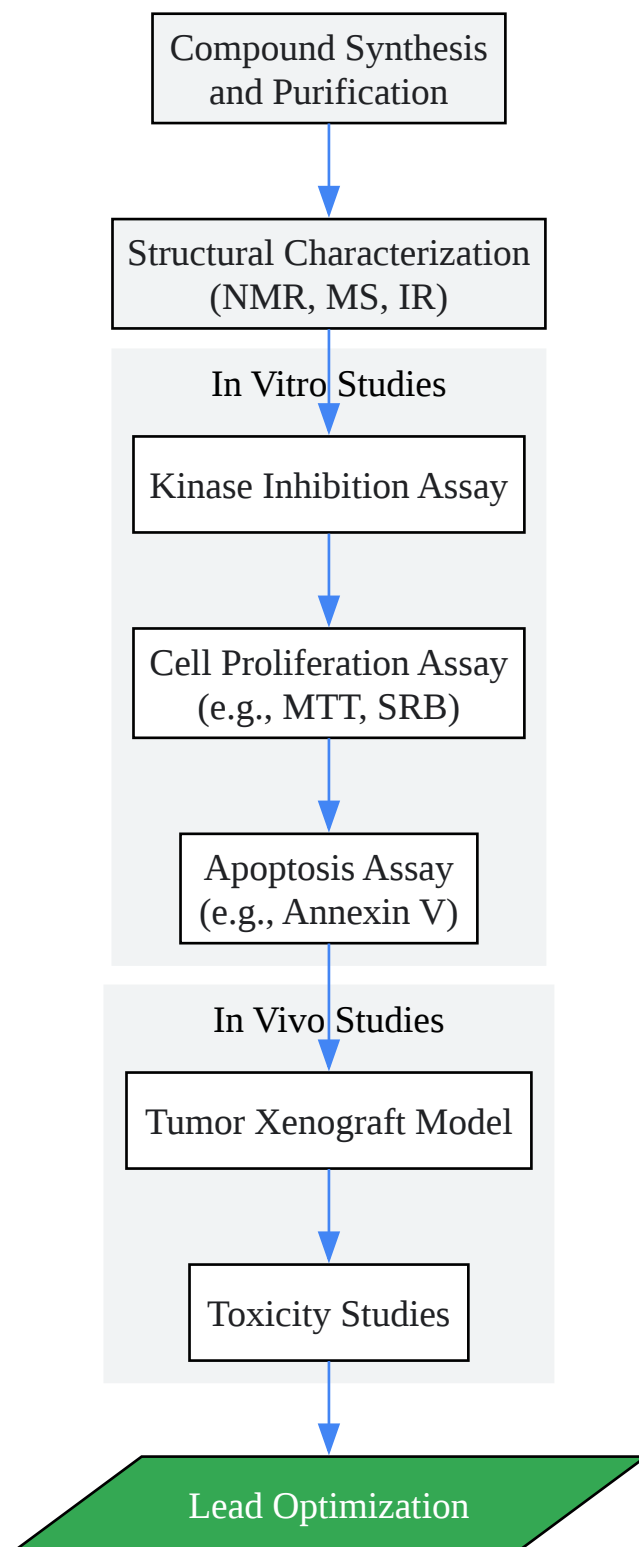 Compound Synthesis
and Purification
Structural Characterization
(NMR, MS, IR)
In Vitro Studies
Kinase Inhibition Assay
Cell Proliferation Assay
(e.g., MTT, SRB)
Apoptosis Assay
(e.g., Annexin V)
In Vivo Studies
Tumor Xenograft Model
Toxicity Studies
Lead Optimization